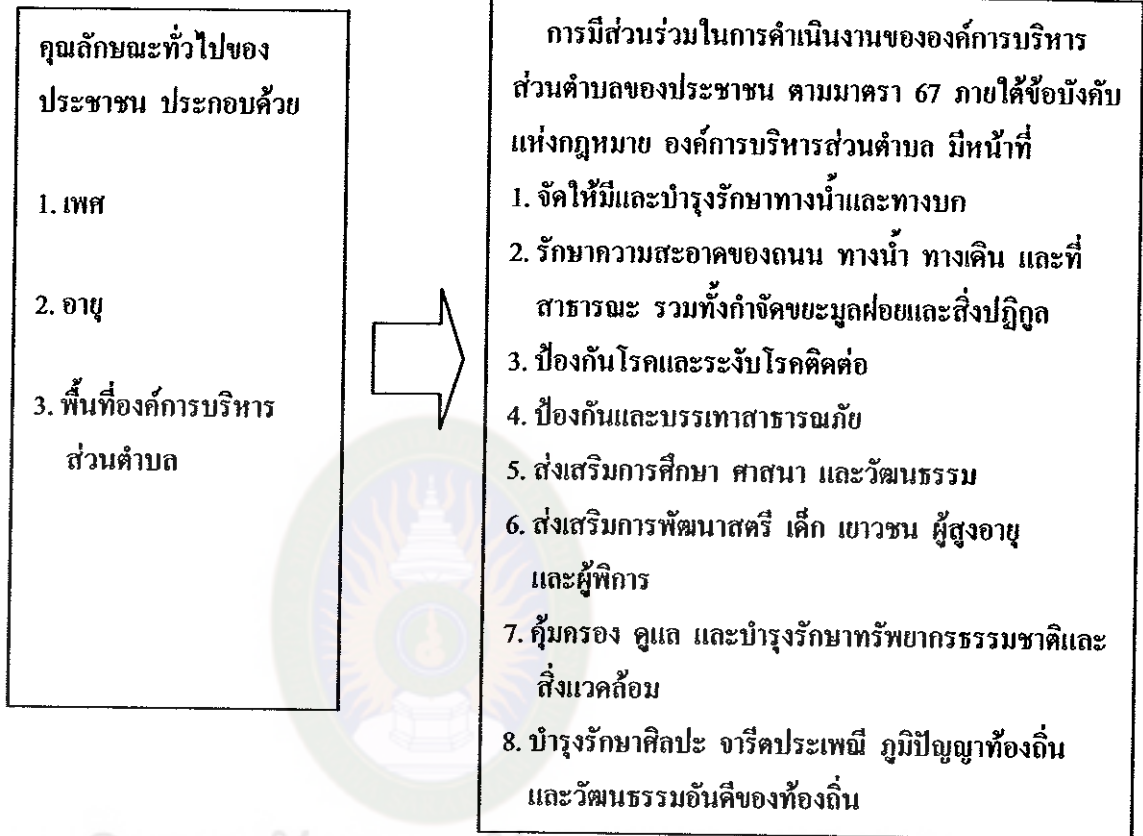 คุณลักษณะทั่วไปของ
ประชาชน ประกอบด้วย
1. เพศ
2. อายุ
3. พื้นที่องค์การบริหาร
ส่วนตำบล
การมีส่วนร่วมในการดำเนินงานขององค์การบริหาร
ส่วนตำบลของประชาชน ตามมาตรา 67 ภายใต้ข้อบังคับ
แห่งกฎหมาย องค์การบริหารส่วนตำบล มีหน้าที่
1. จัดให้มีและบำรุงรักษาทางน้ำและทางบก
2. รักษาความสะอาดของถนน ทางน้ำ ทางเดิน และที่
สาธารณะ รวมทั้งกำจัดขยะมูลฝอยและสิ่งปฏิกูล
3. ป้องกันโรคและระงับโรคติดต่อ
4. ป้องกันและบรรเทาสาธารณภัย
5. ส่งเสริมการศึกษา ศาสนา และวัฒนธรรม
6. ส่งเสริมการพัฒนาสตรี เด็ก เยาวชน ผู้สูงอายุ
และผู้พิการ
7. คุ้มครอง ดูแล และบำรุงรักษาทรัพยากรธรรมชาติและ
สิ่งแวดล้อม
8. บำรุงรักษาศิลปะ จารีตประเพณี ภูมิปัญญาท้องถิ่น
และวัฒนธรรมอันดีของท้องถิ่น